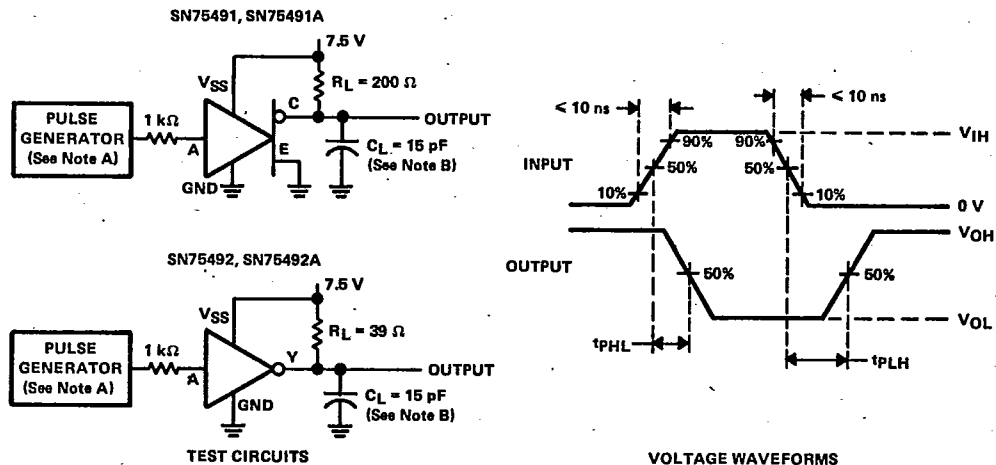 SN75491, SN75491A
7.5 V
VSS
RL = 200 Ω
PULSE
GENERATOR
(See Note A)
1 kΩ
A
C
E
OUTPUT
CL = 15 pF
(See Note B)
GND
SN75492, SN75492A
7.5 V
VSS
RL = 39 Ω
PULSE
GENERATOR
(See Note A)
1 kΩ
A
Y
OUTPUT
CL = 15 pF
(See Note B)
GND
TEST CIRCUITS
< 10 ns
< 10 ns
VIH
90%
90%
INPUT
50%
50%
10%
10%
0 V
VOH
OUTPUT
50%
50%
VOL
tPHL
tPLH
VOLTAGE WAVEFORMS